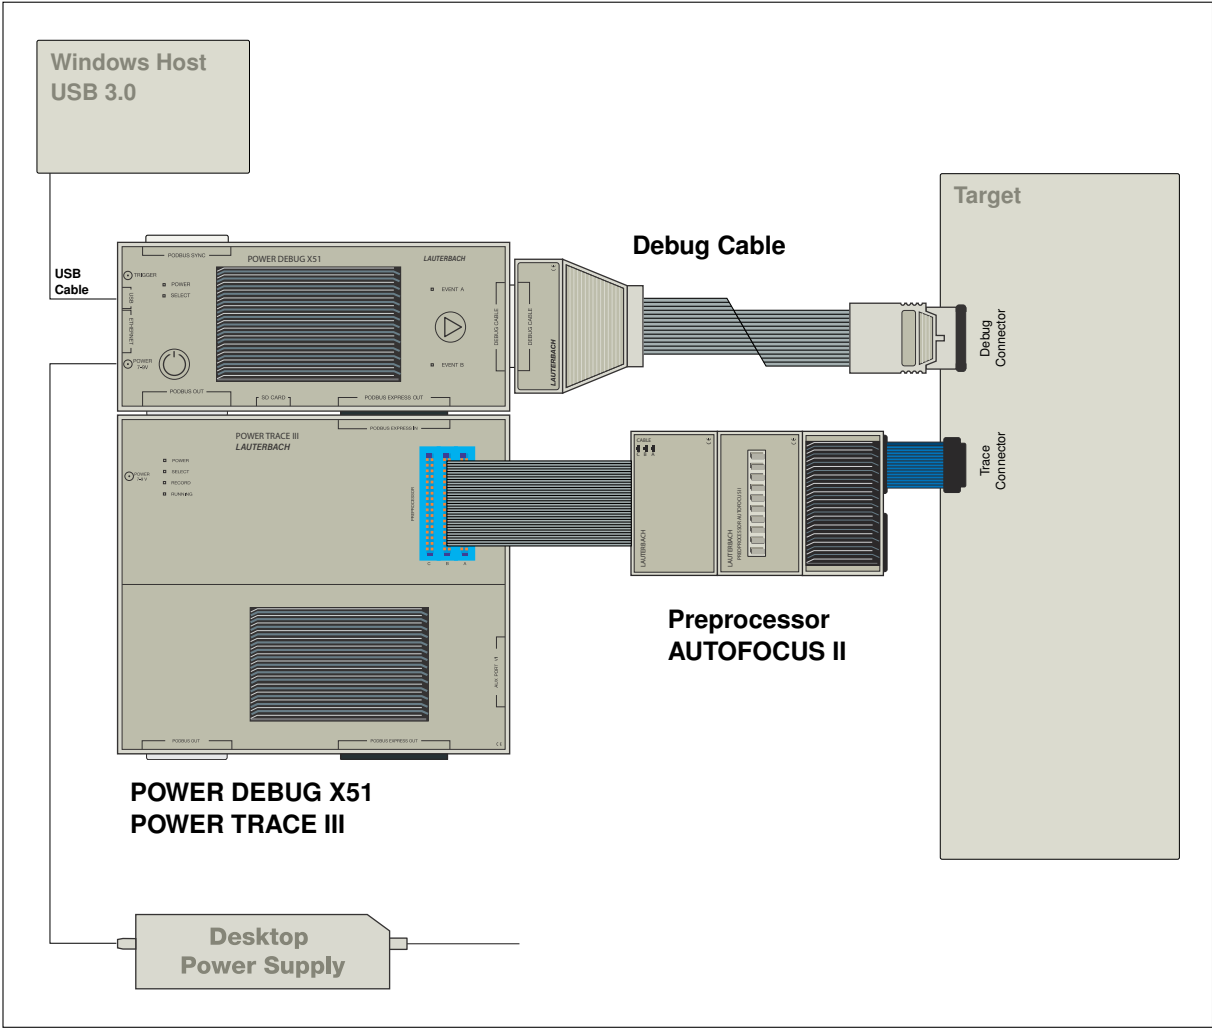 Windows Host
USB 3.0
Target
USB
Cable
Debug Cable
PODBUS SYNC
POWER DEBUG X51
LAUTERBACH
TRIGGER
POWER
SELECT
USB
ETHERNET
POWER
7-9V
EVENT A
EVENT B
DEBUG CABLE
DEBUG CABLE
LAUTERBACH
PODBUS OUT
SD CARD
PODBUS EXPRESS OUT
Debug
Connector
PODBUS EXPRESS IN
POWER TRACE III
LAUTERBACH
POWER
SELECT
RECORD
RUNNING
POWER
7-9 V
PREPROCESSOR
C B A
CABLE
C B A
LAUTERBACH
LAUTERBACH
PREPROCESSOR AUTOFOCUS II
Trace
Connector
Preprocessor
AUTOFOCUS II
AUX PORT VI
PODBUS OUT
PODBUS EXPRESS OUT
CE
POWER DEBUG X51
POWER TRACE III
Desktop
Power Supply